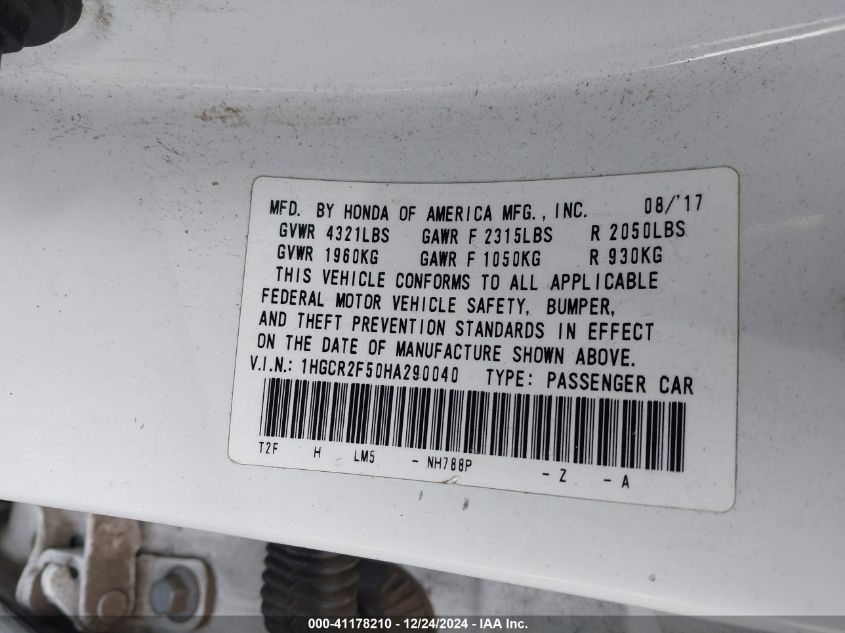 MFD. BY HONDA OF AMERICA MFG., INC. 08/'17
GVWR 4321LBS GAWR F 2315LBS R 2050LBS
GVWR 1960KG GAWR F 1050KG R 930KG
THIS VEHICLE CONFORMS TO ALL APPLICABLE
FEDERAL MOTOR VEHICLE SAFETY, BUMPER,
AND THEFT PREVENTION STANDARDS IN EFFECT
ON THE DATE OF MANUFACTURE SHOWN ABOVE.
V.I.N.: 1HGCR2F50HA290040 TYPE: PASSENGER CAR
T2F H LM5 - NH788P - Z - A
000-41178210 - 12/24/2024 - IAA Inc.